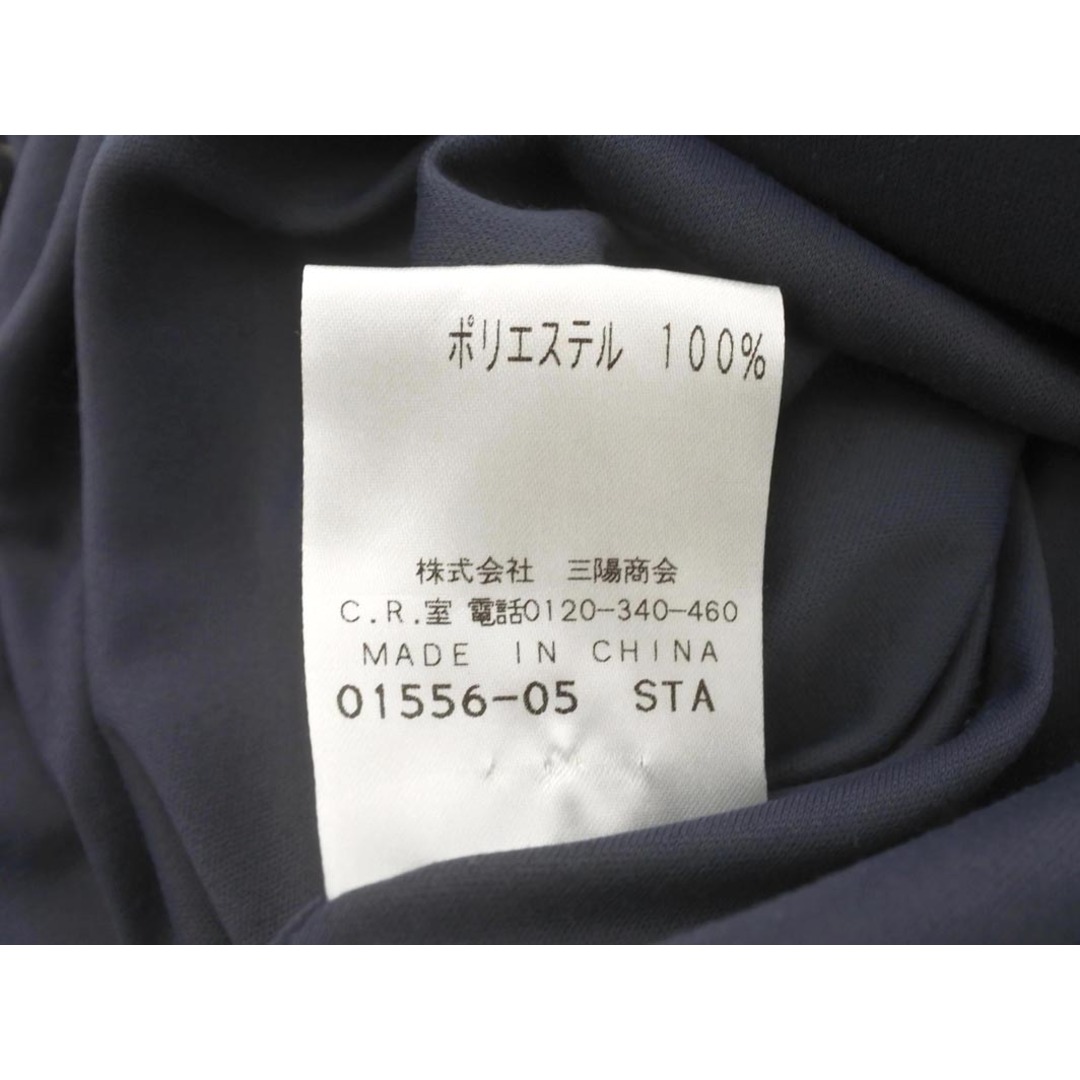 ポリエステル 100%
株式会社 三陽商会
C.R.室 電話0120-340-460
MADE IN CHINA
01556-05 STA